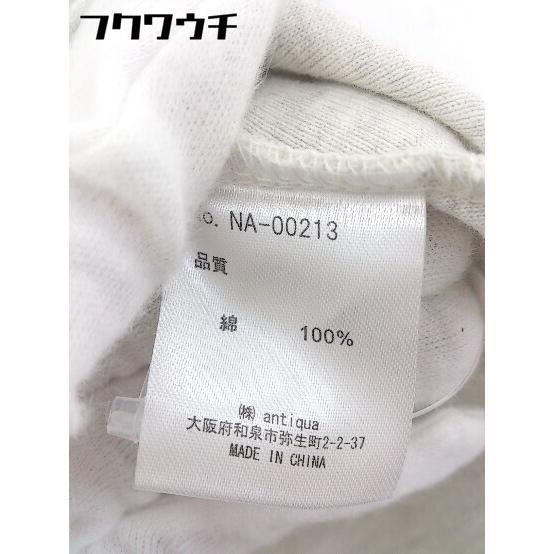 フクワウチ
No. NA-00213
品質
綿 100%
㈱ antiqua
大阪府和泉市弥生町2-2-37
MADE IN CHINA